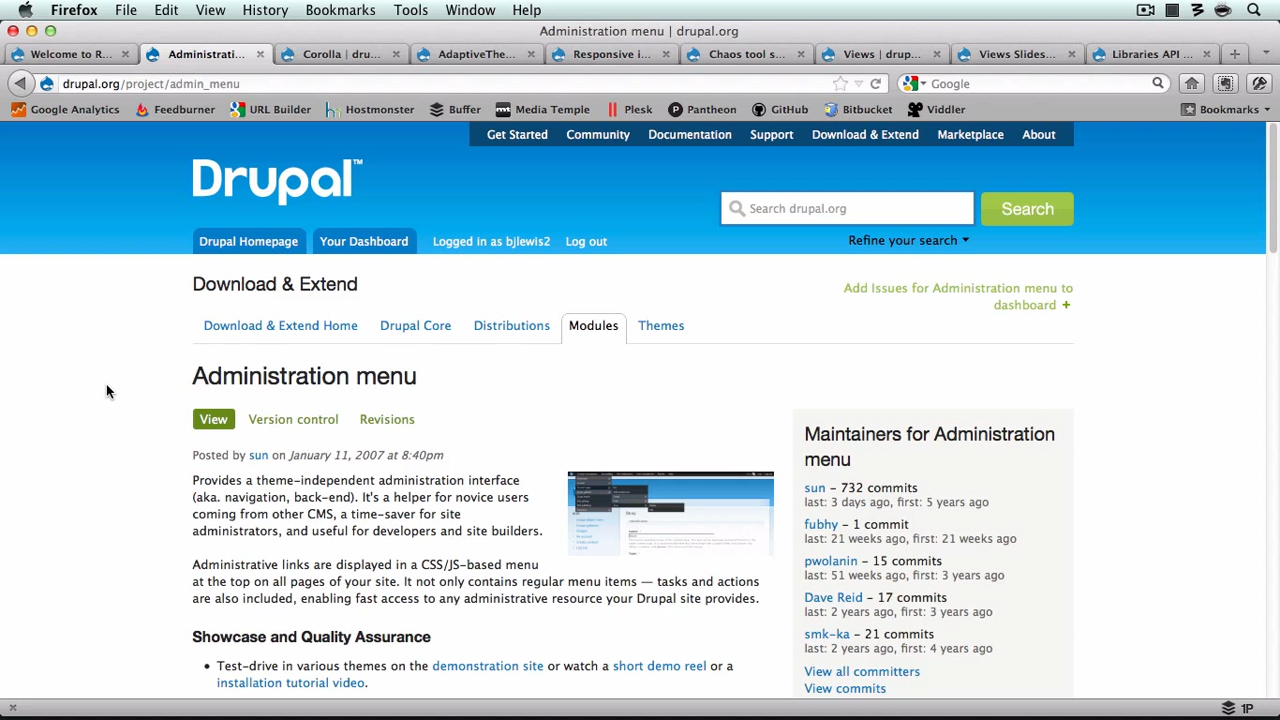 Firefox File Edit View History Bookmarks Tools Window Help
Administration menu | drupal.org
Welcome to R... Administrati... Corolla | dru... AdaptiveThe... Responsive i... Chaos tool s... Views | drup... Views Slides... Libraries API ...
drupal.org/project/admin_menu Google
Google Analytics Feedburner URL Builder Hootmonster Buffer Media Temple Plesk Pantheon GitHub Bitbucket Viddler Bookmarks
Get Started Community Documentation Support Download & Extend Marketplace About
Drupal™
Search drupal.org Search
Refine your search
Drupal Homepage Your Dashboard Logged in as bjlewis2 Log out
Download & Extend
Add Issues for Administration menu to
dashboard +
Download & Extend Home Drupal Core Distributions Modules Themes
Administration menu
View Version control Revisions
Posted by sun on January 11, 2007 at 8:40pm
Provides a theme-independent administration interface
(aka. navigation, back-end). It's a helper for novice users
coming from other CMS, a time-saver for site
administrators, and useful for developers and site builders.
Administrative links are displayed in a CSS/JS-based menu
at the top on all pages of your site. It not only contains regular menu items — tasks and actions
are also included, enabling fast access to any administrative resource your Drupal site provides.
Showcase and Quality Assurance
• Test-drive in various themes on the demonstration site or watch a short demo reel or a
installation tutorial video.
Maintainers for Administration
menu
sun – 732 commits
last: 3 days ago, first: 5 years ago
fubhy – 1 commit
last: 21 weeks ago, first: 21 weeks ago
pwolanin – 15 commits
last: 51 weeks ago, first: 3 years ago
Dave Reid – 17 commits
last: 2 years ago, first: 3 years ago
smk-ka – 21 commits
last: 2 years ago, first: 4 years ago
View all committers
View commits
1P